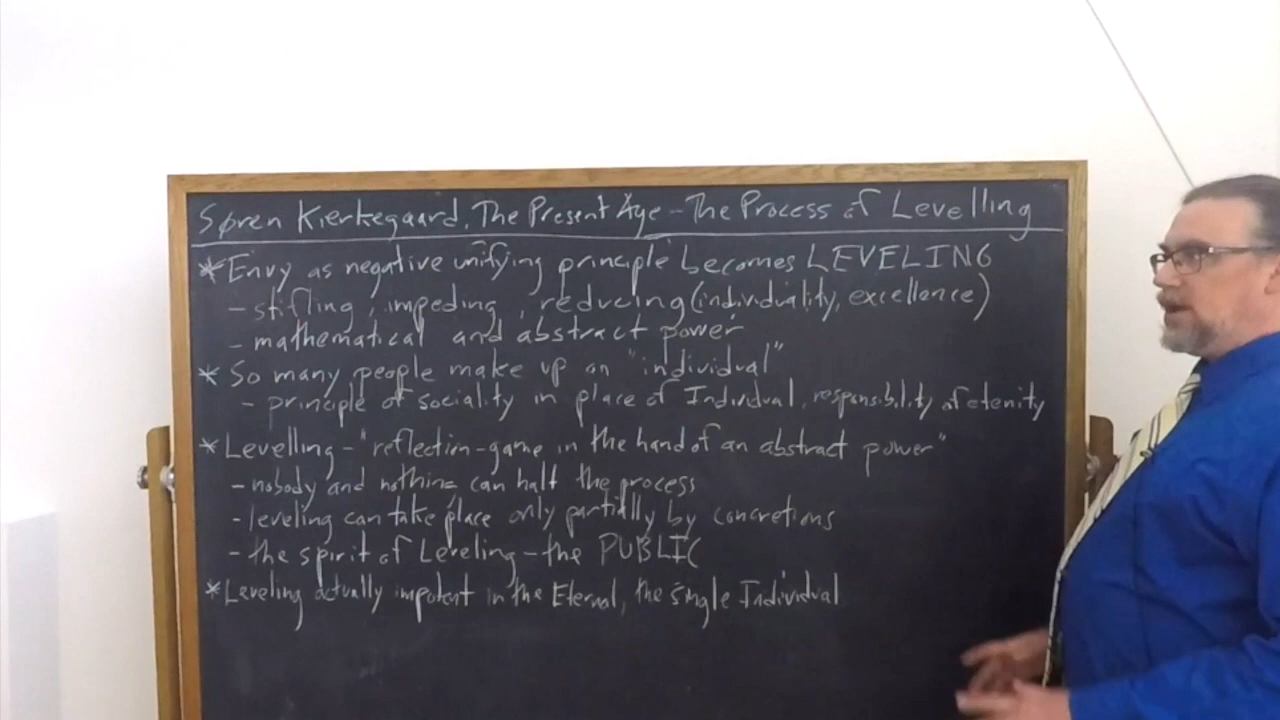 Søren Kierkegaard, The Present Age - The Process of Levelling
* Envy as negative unifying principle becomes LEVELING
- stifling, impeding, reducing (individuality, excellence)
- mathematical and abstract power
* So many people make up an "individual"
- principle of sociality in place of Individual, responsibility of eternity
* Levelling - "reflection-game in the hand of an abstract power"
- nobody and nothing can halt the process
- leveling can take place only partially by concretions
- the spirit of Leveling - the PUBLIC
* Leveling actually impotent in the Eternal, the single Individual